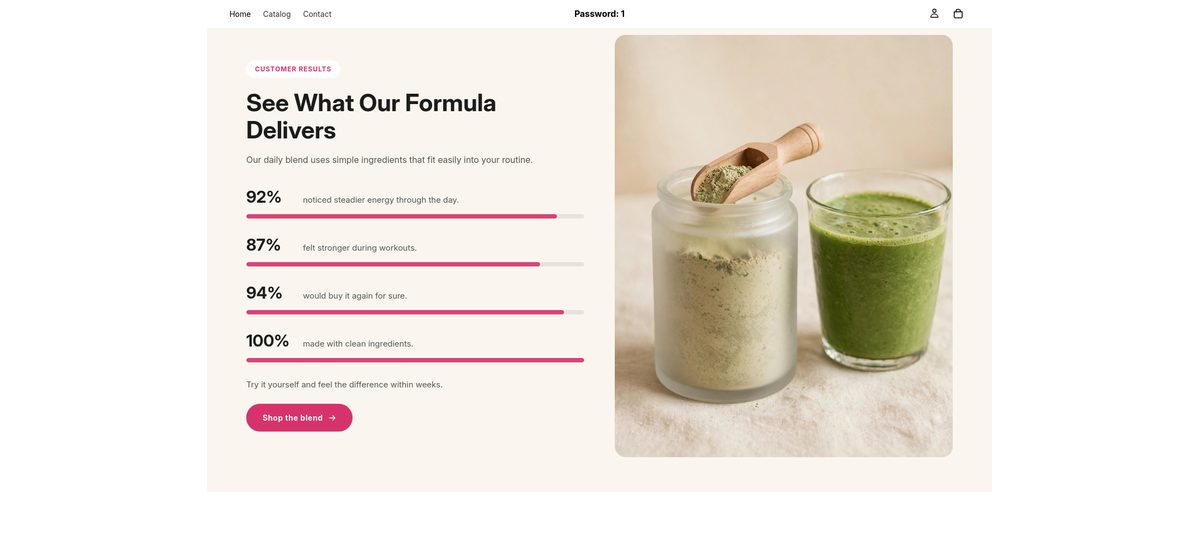 Home Catalog Contact
Password: 1
CUSTOMER RESULTS
See What Our Formula
Delivers
Our daily blend uses simple ingredients that fit easily into your routine.
92% noticed steadier energy through the day.
87% felt stronger during workouts.
94% would buy it again for sure.
100% made with clean ingredients.
Try it yourself and feel the difference within weeks.
Shop the blend →